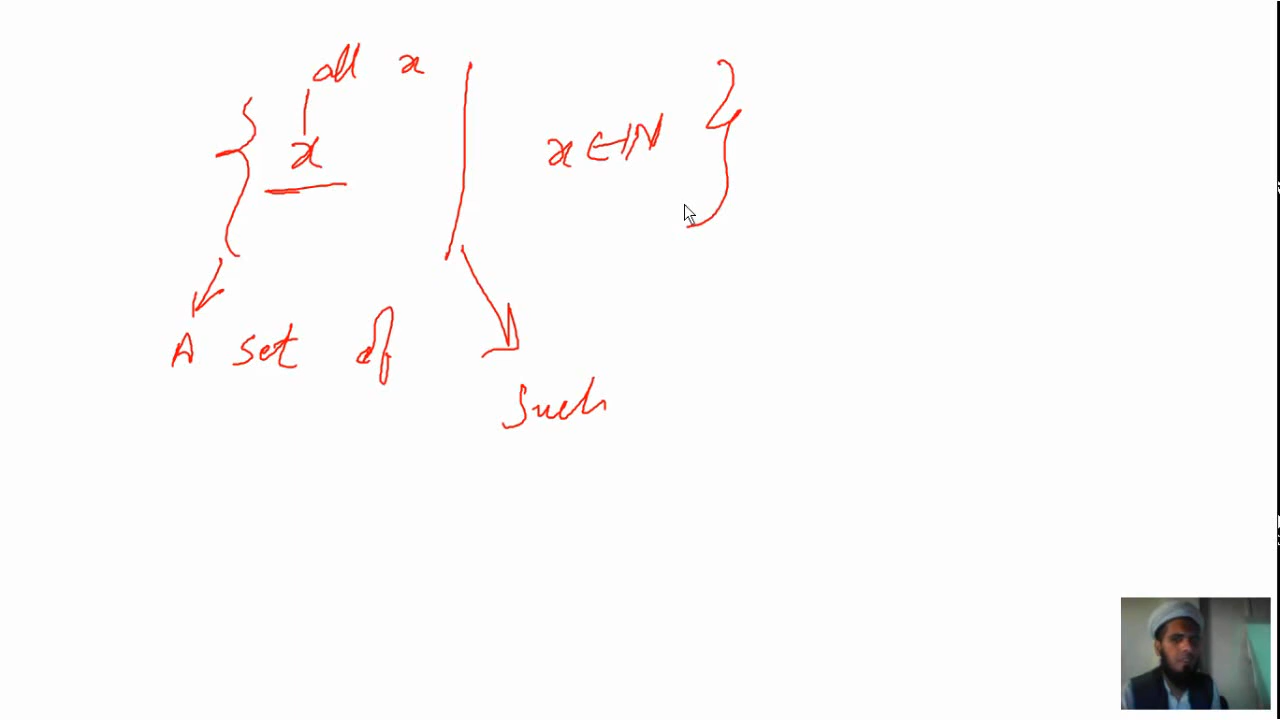 all x
{ x | x ∈ ℕ }
A set of
Such